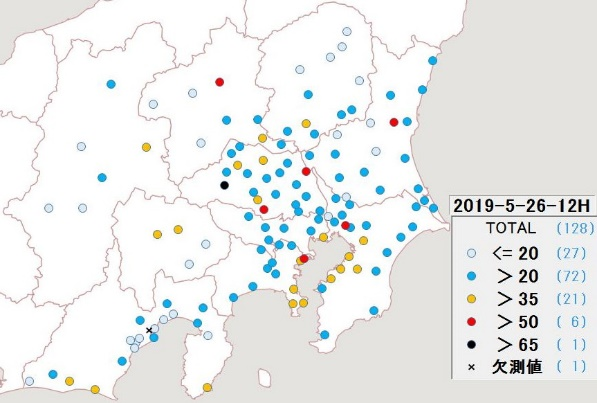 2019-5-26-12H
TOTAL (128)
<= 20 (27)
> 20 (72)
> 35 (21)
> 50 ( 6)
> 65 ( 1)
× 欠測値 ( 1)